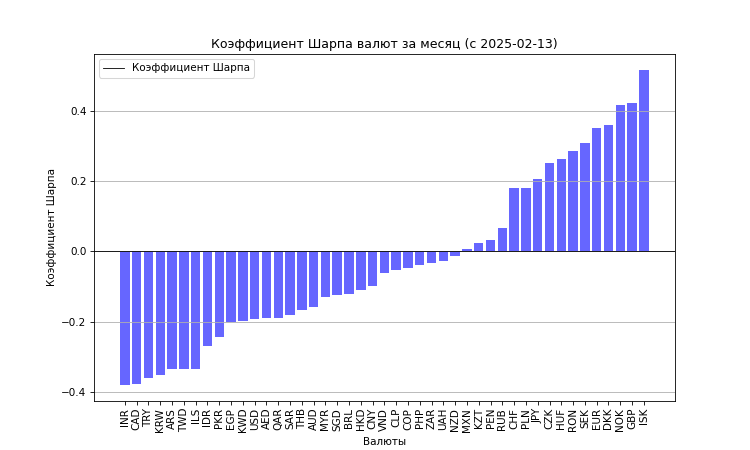 Коэффициент Шарпа валют за месяц (с 2025-02-13)
Коэффициент Шарпа
Коэффициент Шарпа
0.4
0.2
0.0
−0.2
−0.4
INR CAD TRY KRW ARS TWD ILS IDR PKR EGP KWD USD AED QAR SAR THB AUD MYR SGD BRL HKD CNY VND CLP COP PHP ZAR UAH NZD MXN KZT PEN RUB CHF PLN JPY CZK HUF RON SEK EUR DKK NOK GBP ISK
Валюты